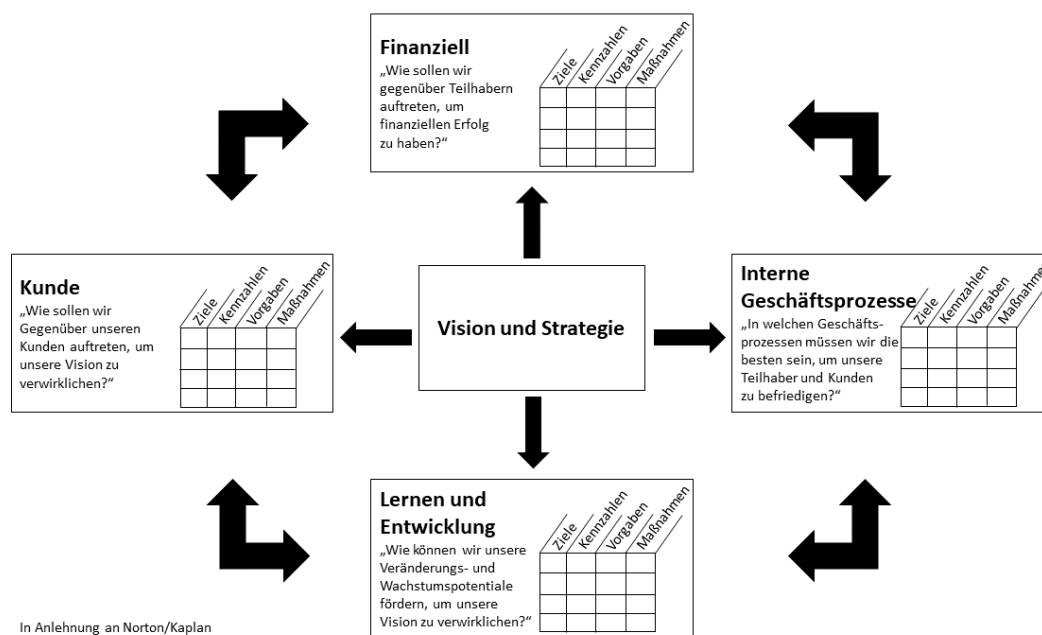 Finanziell
„Wie sollen wir
gegenüber Teilhabern
auftreten, um
finanziellen Erfolg
zu haben?“
Ziele
Kennzahlen
Vorgaben
Maßnahmen
Kunde
„Wie sollen wir
Gegenüber unseren
Kunden auftreten, um
unsere Vision zu
verwirklichen?“
Ziele
Kennzahlen
Vorgaben
Maßnahmen
Vision und Strategie
Interne
Geschäftsprozesse
„In welchen Geschäfts-
prozessen müssen wir die
besten sein, um unsere
Teilhaber und Kunden
zu befriedigen?“
Ziele
Kennzahlen
Vorgaben
Maßnahmen
Lernen und
Entwicklung
„Wie können wir unsere
Veränderungs- und
Wachstumspotentiale
fördern, um unsere
Vision zu verwirklichen?“
Ziele
Kennzahlen
Vorgaben
Maßnahmen
In Anlehnung an Norton/Kaplan